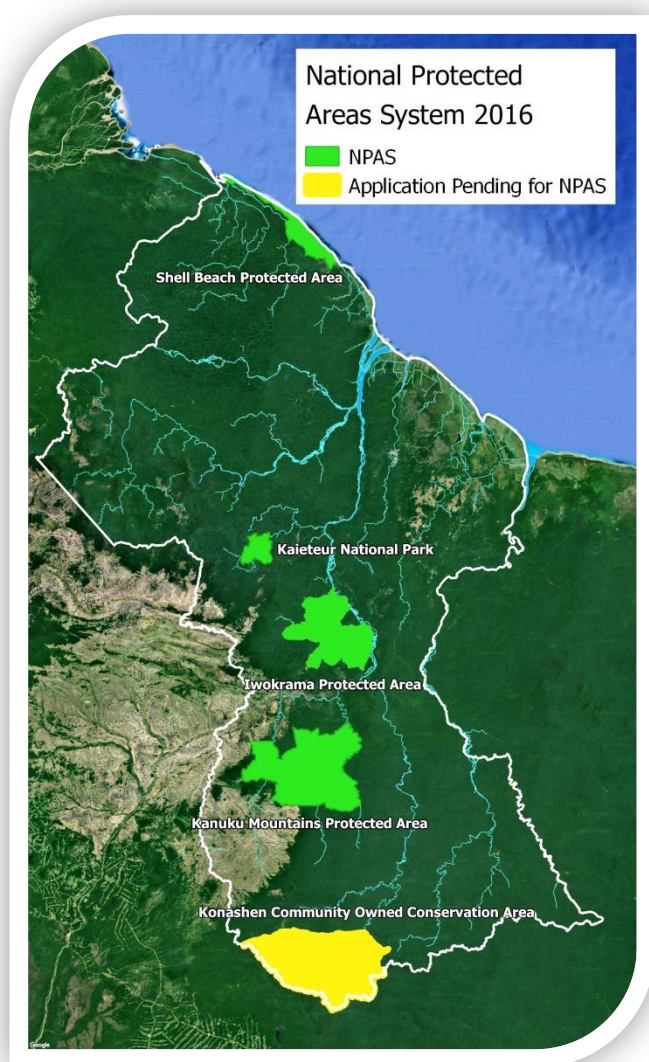 National Protected
Areas System 2016
NPAS
Application Pending for NPAS
Shell Beach Protected Area
Kaieteur National Park
Iwokrama Protected Area
Kanuku Mountains Protected Area
Konashen Community Owned Conservation Area
Google